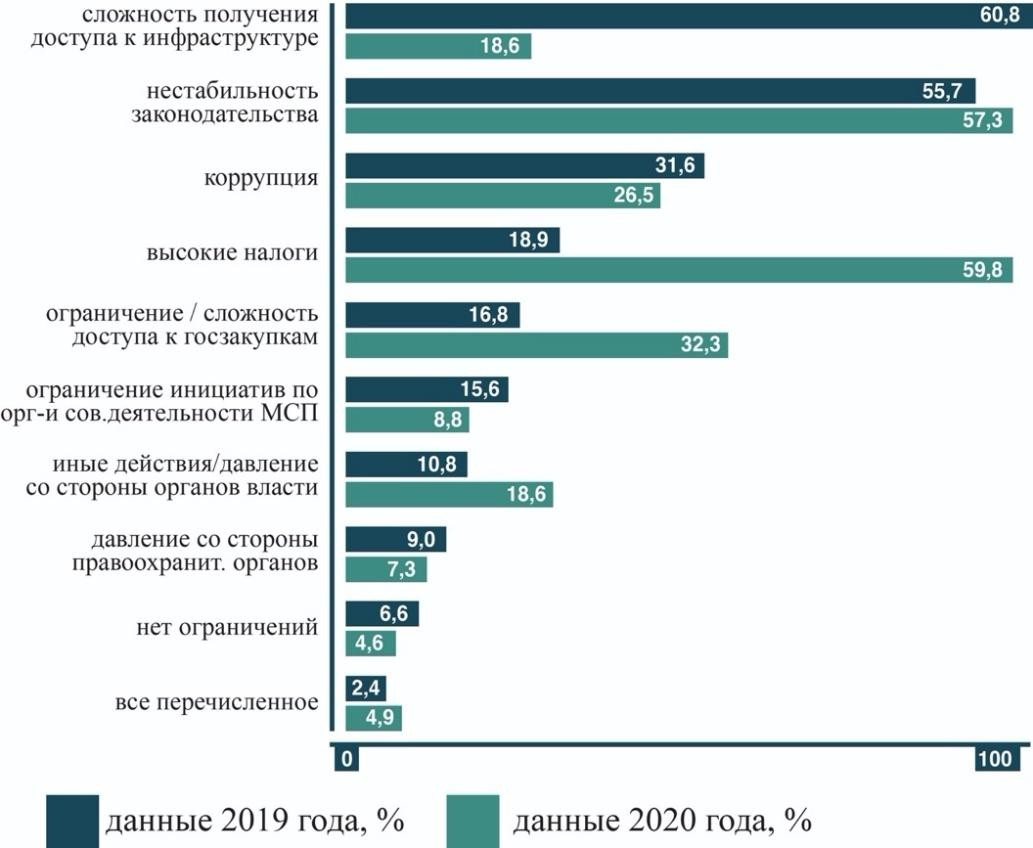 сложность получения
доступа к инфраструктуре
60,8
18,6
нестабильность
законодательства
55,7
57,3
коррупция
31,6
26,5
высокие налоги
18,9
59,8
ограничение / сложность
доступа к госзакупкам
16,8
32,3
ограничение инициатив по
орг-и сов.деятельности МСП
15,6
8,8
иные действия/давление
со стороны органов власти
10,8
18,6
давление со стороны
правоохранит. органов
9,0
7,3
нет ограничений
6,6
4,6
все перечисленное
2,4
4,9
0
100
данные 2019 года, %
данные 2020 года, %